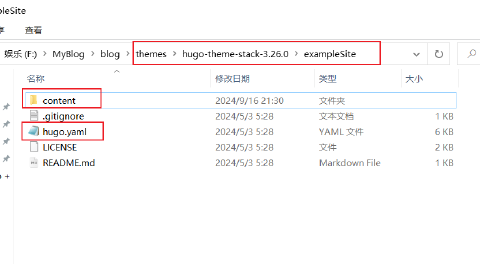 pleSite
查看
娱乐 (F:) › MyBlog › blog › themes › hugo-theme-stack-3.26.0 › exampleSite
名称 修改日期 类型 大小
content 2024/9/16 21:30 文件夹
.gitignore 2024/5/3 5:28 文本文档 1 KB
hugo.yaml 2024/5/3 5:28 YAML 文件 6 KB
LICENSE 2024/5/3 5:28 文件 2 KB
README.md 2024/5/3 5:28 Markdown File 1 KB